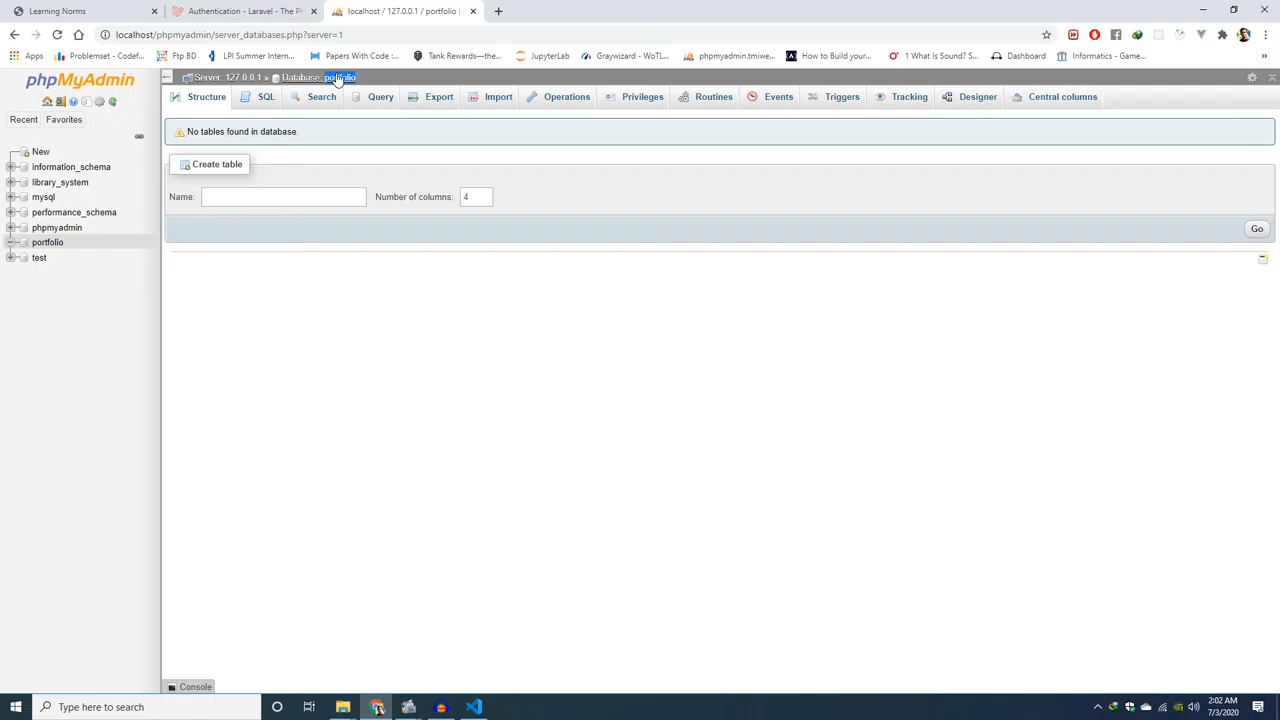 Learning Norms
Authentication - Laravel - The P
localhost / 127.0.0.1 / portfolio |
localhost/phpmyadmin/server_databases.php?server=1
Apps
Problemset - Codef...
Ftp BD
LPI Summer Intern...
Papers With Code :...
Tank Rewards—the...
JupyterLab
Graywizard - WoTL...
phpmyadmin.tmiwe...
How to Build your...
1 What Is Sound? S...
Dashboard
Informatics - Game...
»
phpMyAdmin
Server: 127.0.0.1 » Database: portfolio
Structure
SQL
Search
Query
Export
Import
Operations
Privileges
Routines
Events
Triggers
Tracking
Designer
Central columns
Recent
Favorites
No tables found in database.
New
information_schema
library_system
mysql
performance_schema
phpmyadmin
portfolio
test
Create table
Name:
Number of columns: 4
Go
Console
Type here to search
2:02 AM
7/3/2020